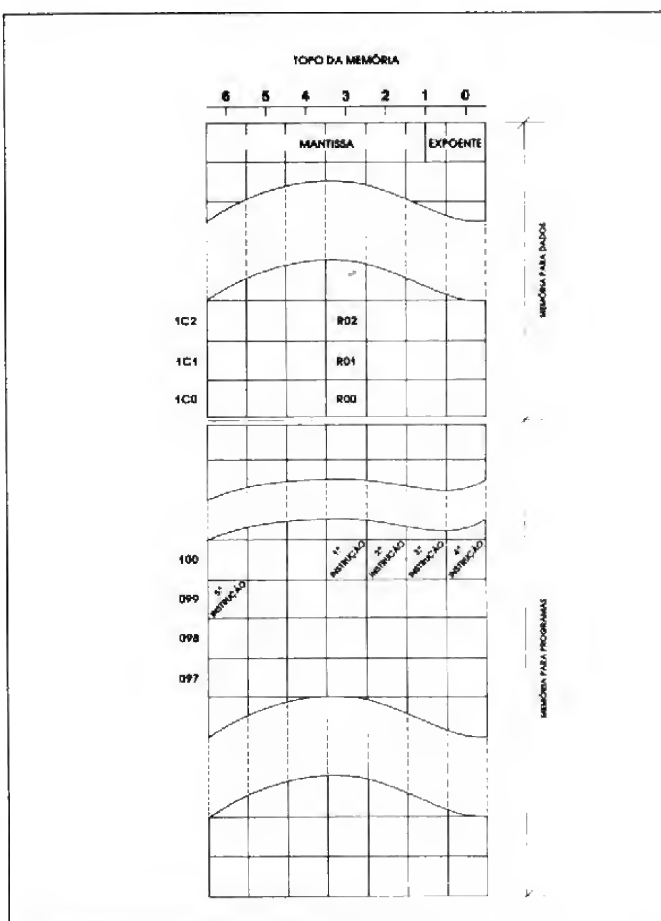 TOPO DA MEMÓRIA
6 5 4 3 2 1 0
MANTISSA EXPOENTE
MEMÓRIA PARA DADOS
1C2 R02
1C1 R01
1C0 R00
100 1ª INSTRUÇÃO 2ª INSTRUÇÃO 3ª INSTRUÇÃO 4ª INSTRUÇÃO
099 5ª INSTRUÇÃO
098
097
MEMÓRIA PARA PROGRAMAS